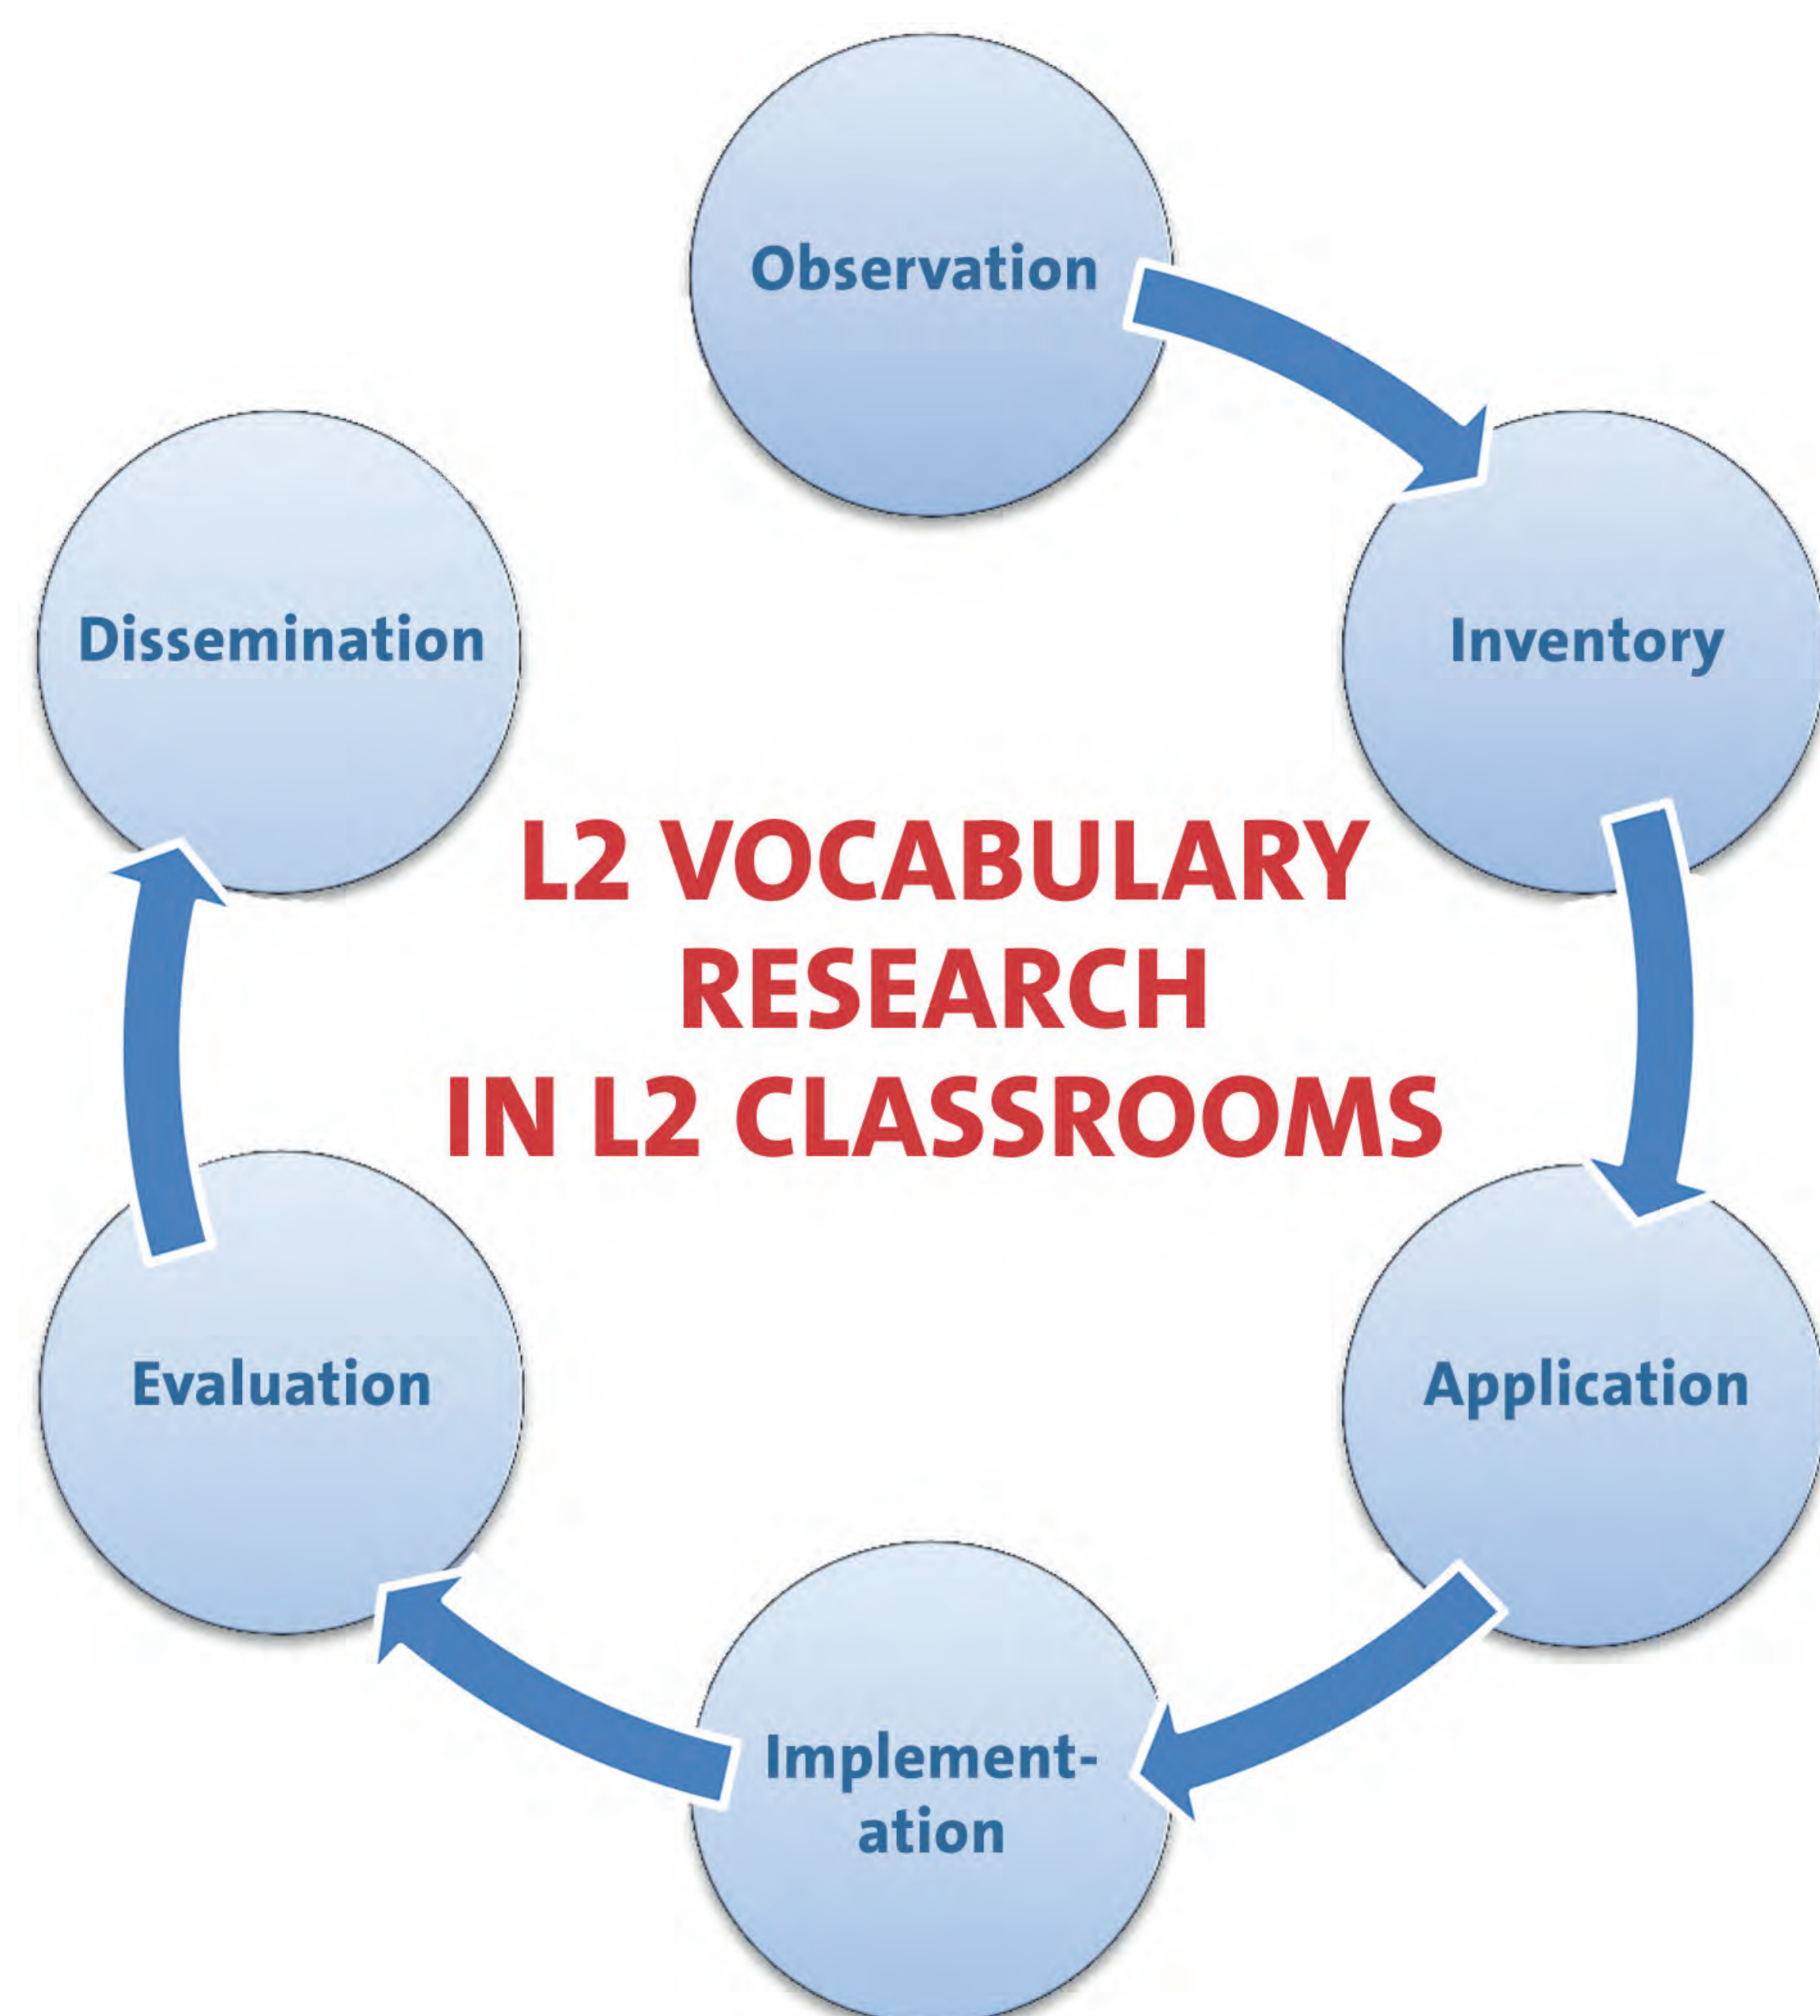 Observation
Inventory
Dissemination
L2 VOCABULARY
RESEARCH
IN L2 CLASSROOMS
Application
Evaluation
Implement-
ation